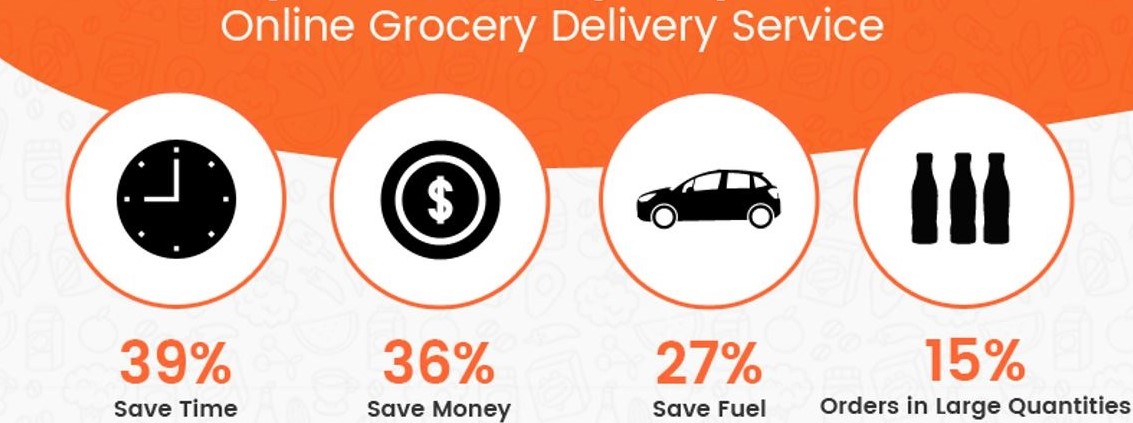 Online Grocery Delivery Service
$
39%
36%
27%
15%
Save Time
Save Money
Save Fuel
Orders in Large Quantities